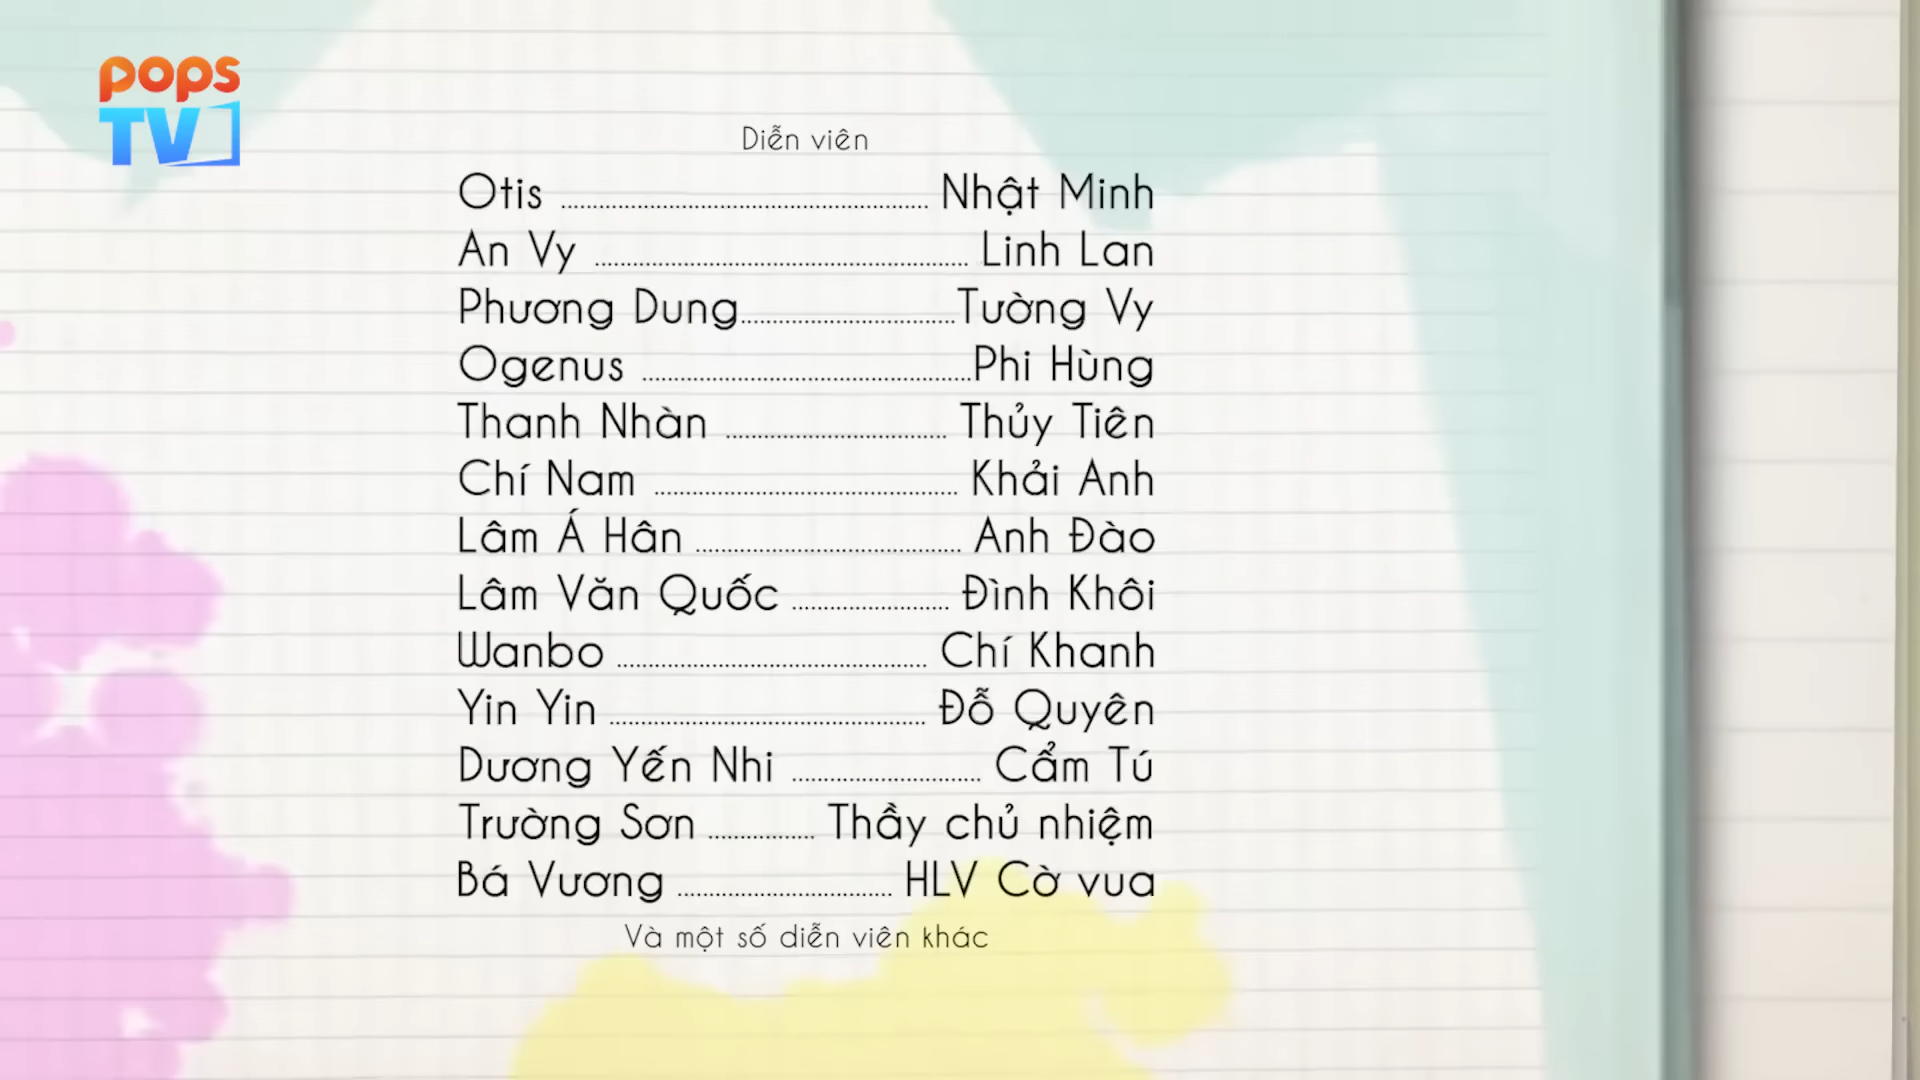 pops
TV
Diễn viên
Otis ........................ Nhật Minh
An Vy ........................ Linh Lan
Phương Dung........................Tường Vy
Ogenus ........................Phi Hùng
Thanh Nhàn ........................ Thủy Tiên
Chí Nam ........................ Khải Anh
Lâm Á Hân ........................ Anh Đào
Lâm Văn Quốc ........................ Đình Khôi
Wanbo ........................ Chí Khanh
Yin Yin ........................ Đỗ Quyên
Dương Yến Nhi ........................ Cẩm Tú
Trường Sơn ................ Thầy chủ nhiệm
Bá Vương ........................ HLV Cờ vua
Và một số diễn viên khác